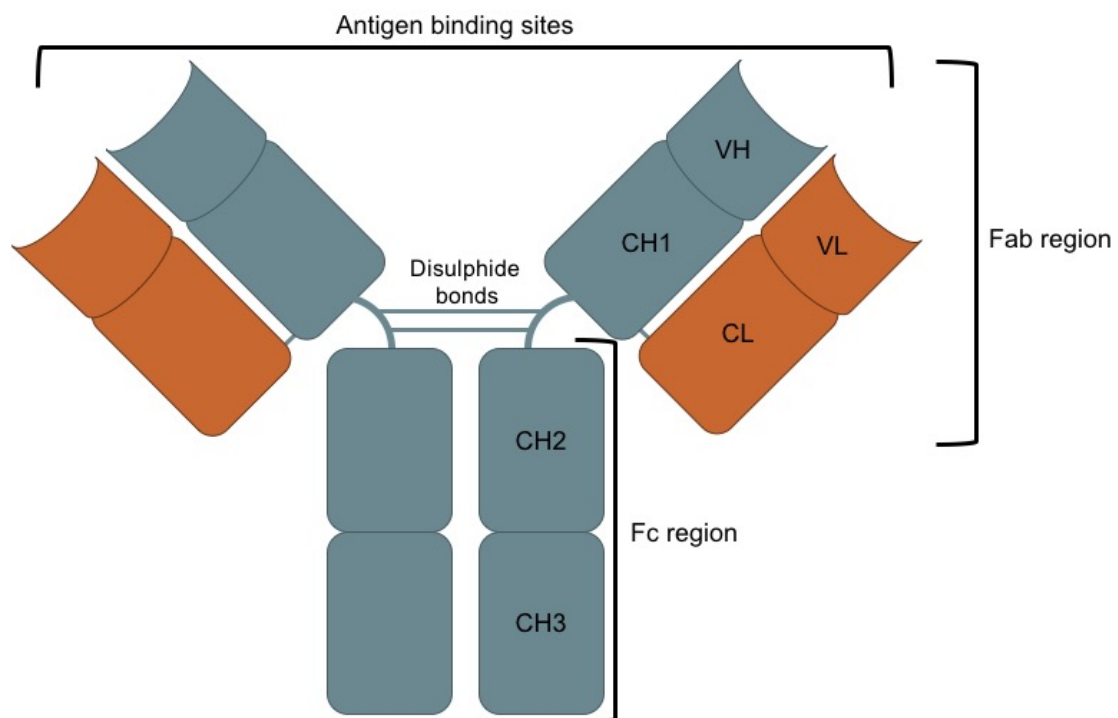 Antigen binding sites
VH
CH1
VL
Fab region
Disulphide
bonds
CL
CH2
Fc region
CH3